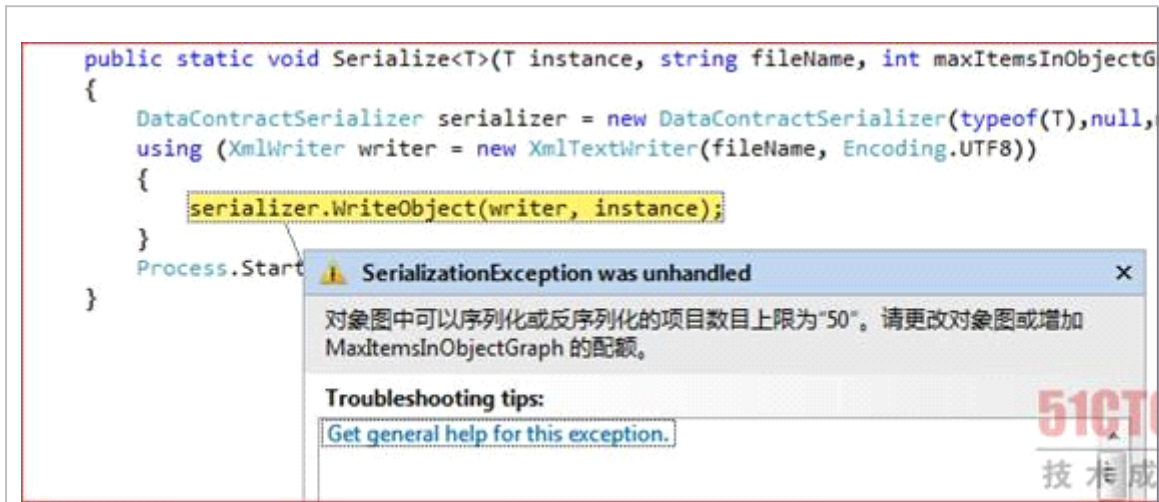 public static void Serialize<T>(T instance, string fileName, int maxItemsInObjectG
{
DataContractSerializer serializer = new DataContractSerializer(typeof(T),null,
using (XmlWriter writer = new XmlTextWriter(fileName, Encoding.UTF8))
{
serializer.WriteObject(writer, instance);
}
Process.Start
}
SerializationException was unhandled
对象图中可以序列化或反序列化的项目数目上限为"50"。请更改对象图或增加
MaxItemsInObjectGraph 的配额。
Troubleshooting tips:
Get general help for this exception.
51CTO
技术成